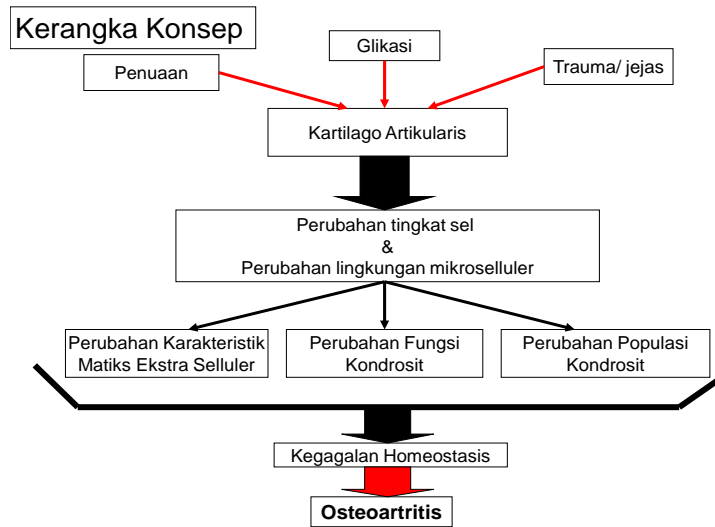 Kerangka Konsep
Glikasi
Penuaan
Trauma/ jejas
Kartilago Artikularis
Perubahan tingkat sel
&
Perubahan lingkungan mikroselluler
Perubahan Karakteristik
Matiks Ekstra Selluler
Perubahan Fungsi
Kondrosit
Perubahan Populasi
Kondrosit
Kegagalan Homeostasis
Osteoartritis